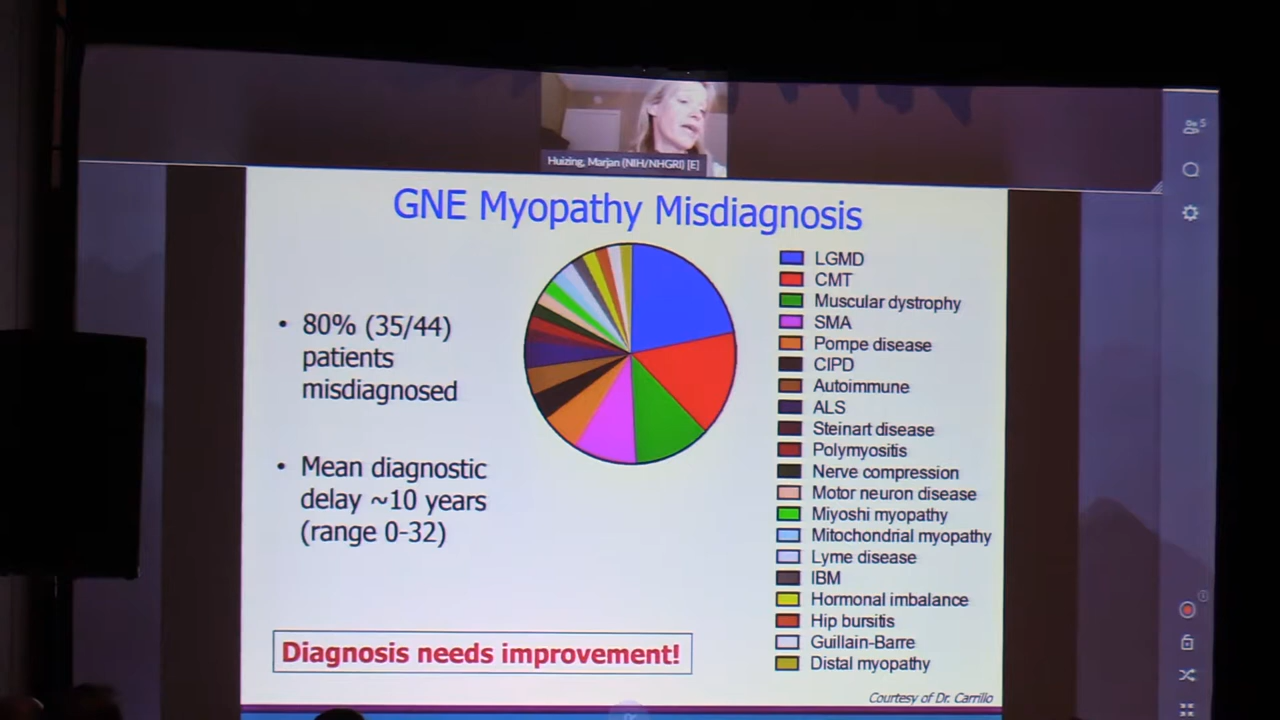 5
Huizing, Marjan (NIH/NHGRI) [E]
GNE Myopathy Misdiagnosis
• 80% (35/44)
patients
misdiagnosed
• Mean diagnostic
delay ~10 years
(range 0-32)
Diagnosis needs improvement!
LGMD
CMT
Muscular dystrophy
SMA
Pompe disease
CIPD
Autoimmune
ALS
Steinart disease
Polymyositis
Nerve compression
Motor neuron disease
Miyoshi myopathy
Mitochondrial myopathy
Lyme disease
IBM
Hormonal imbalance
Hip bursitis
Guillain-Barre
Distal myopathy
Courtesy of Dr. Carrillo